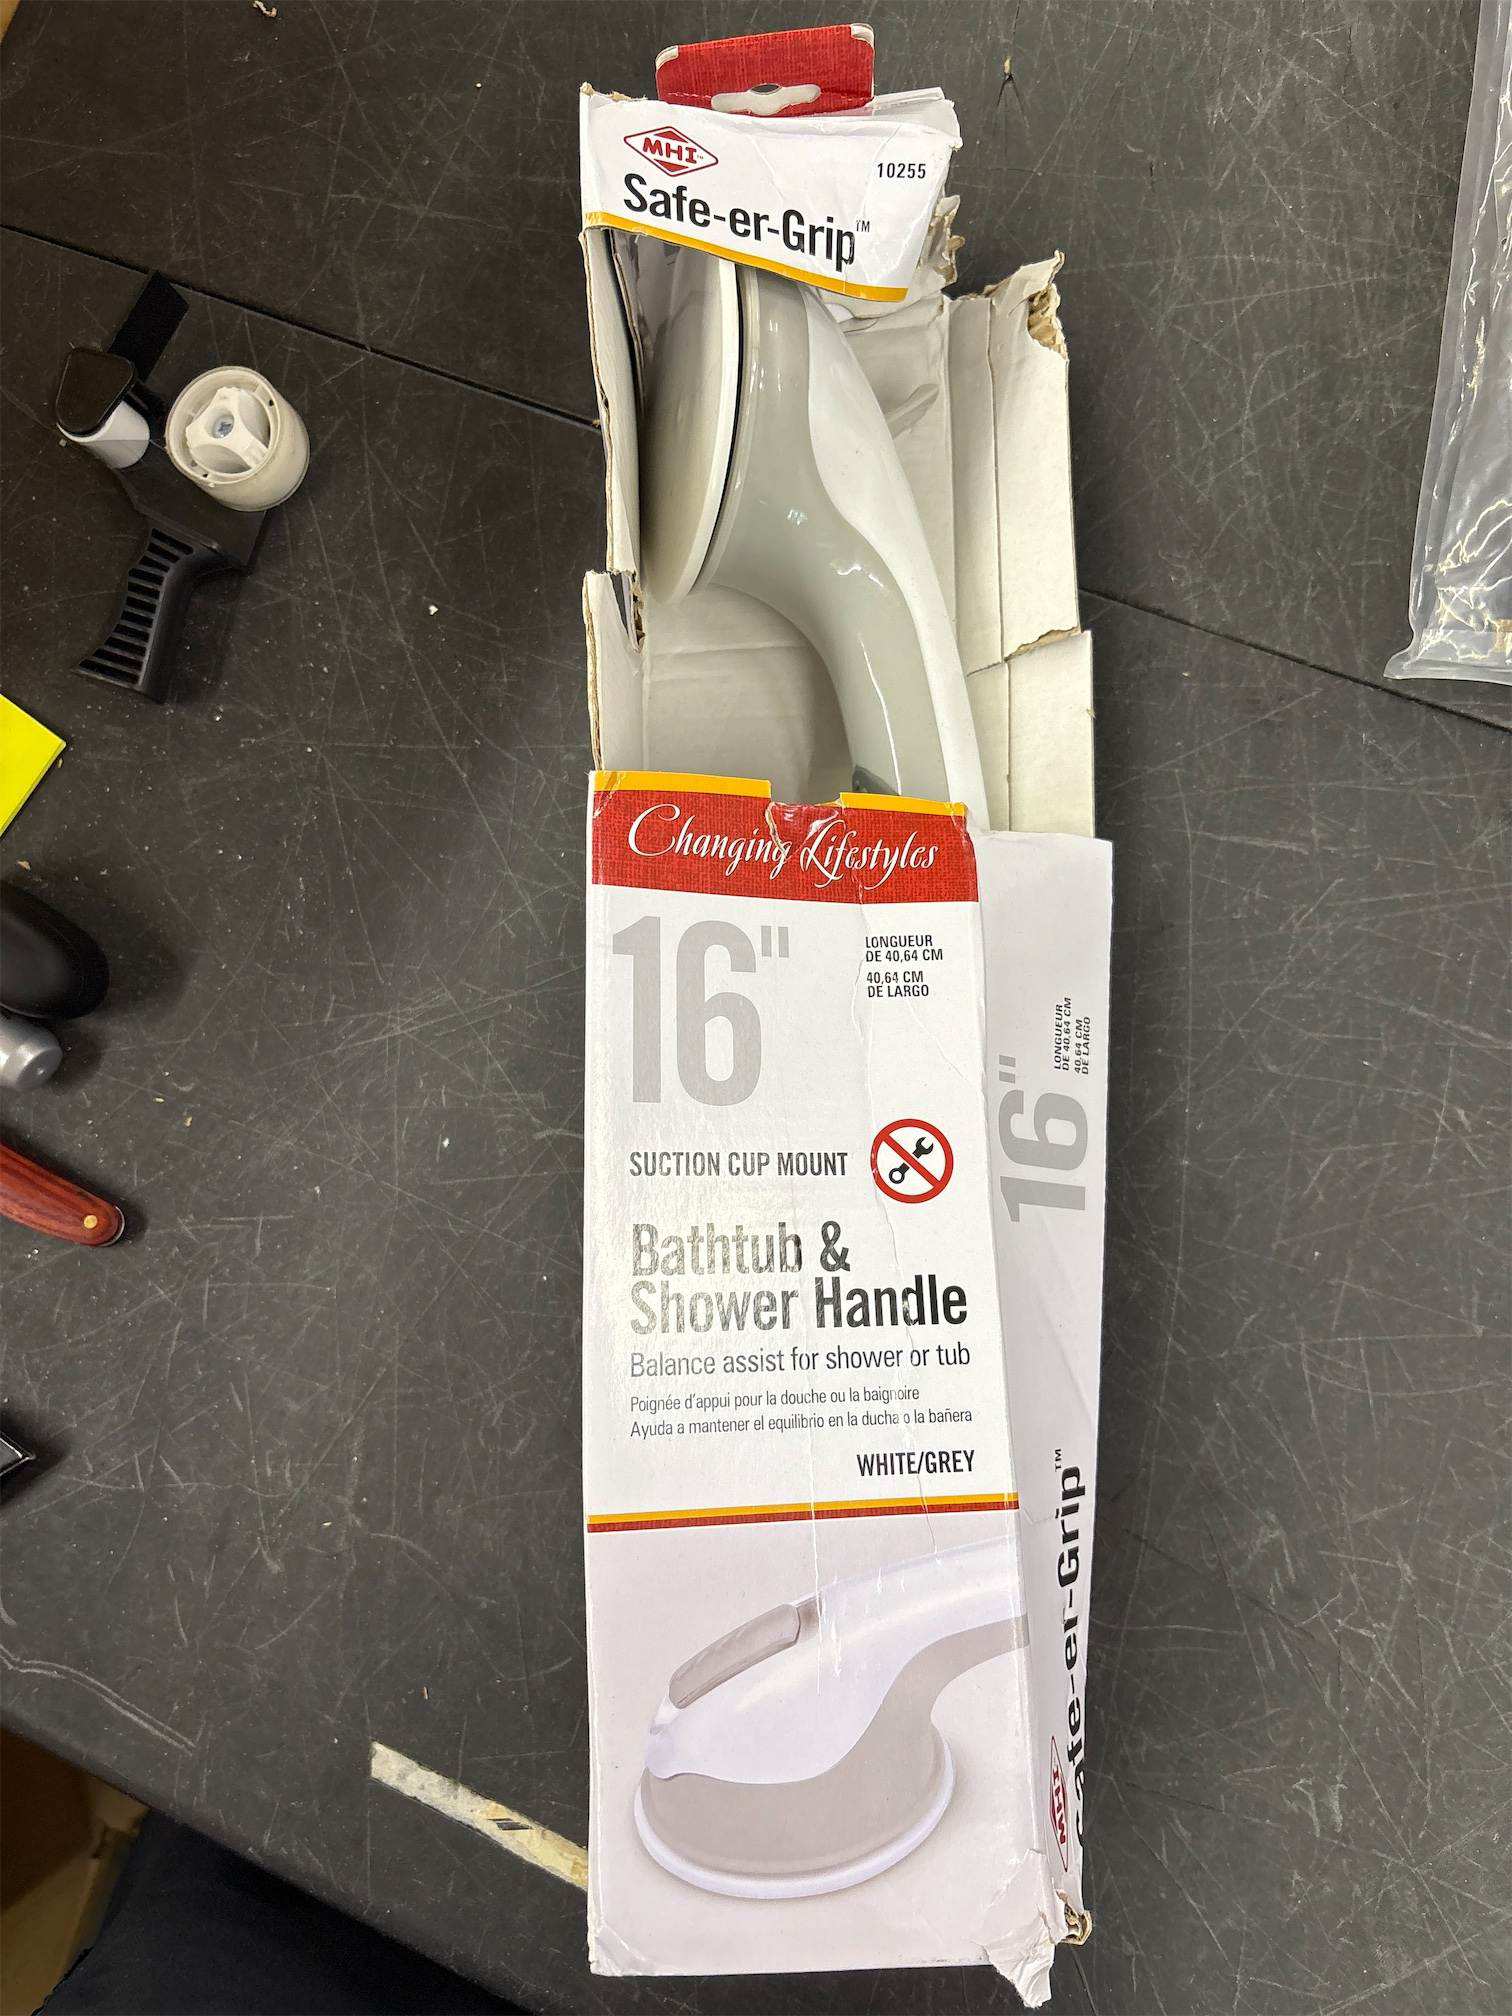 MHI™
10255
Safe-er-Grip™
Changing Lifestyles
16"
LONGUEUR
DE 40,64 CM
40,64 CM
DE LARGO
SUCTION CUP MOUNT
Bathtub &
Shower Handle
Balance assist for shower or tub
Poignée d'appui pour la douche ou la baignoire
Ayuda a mantener el equilibrio en la ducha o la bañera
WHITE/GREY
16"
LONGUEUR
DE 40,64 CM
40,64 CM
DE LARGO
MHI
Safe-er-Grip™